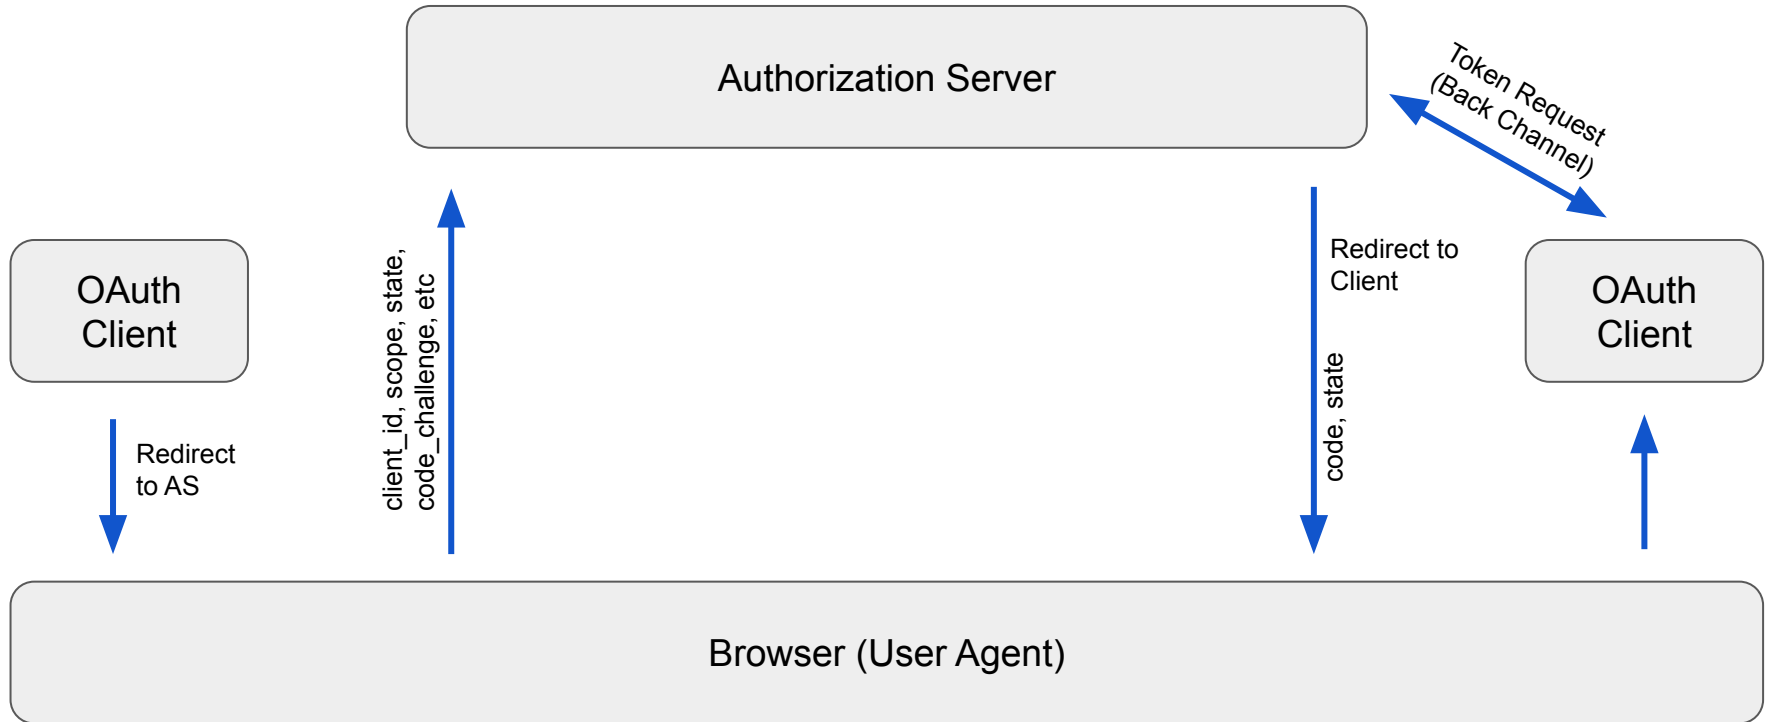 Authorization Server
Token Request
(Back Channel)
OAuth
Client
Redirect
to AS
client_id, scope, state,
code_challenge, etc
Redirect to
Client
code, state
OAuth
Client
Browser (User Agent)